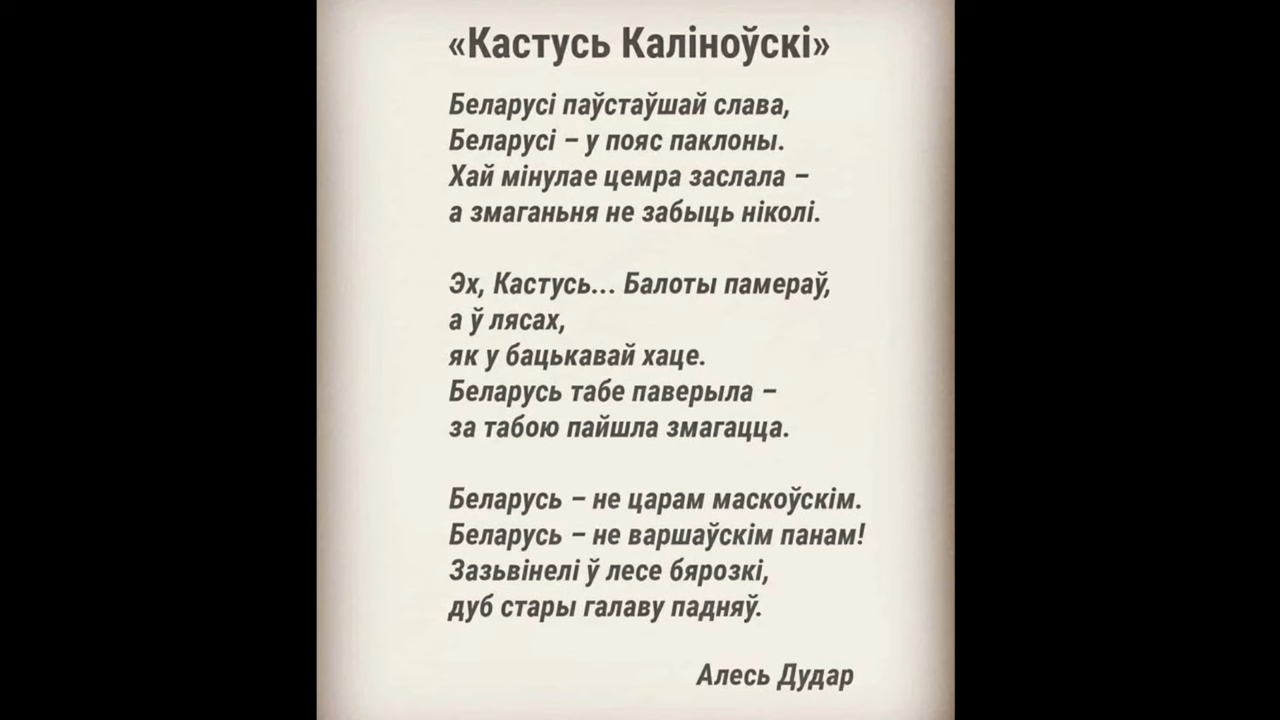 «Кастусь Каліноўскі»
Беларусі паўстаўшай слава,
Беларусі – у пояс паклоны.
Хай мінулае цемра заслала –
а змаганьня не забыць ніколі.
Эх, Кастусь... Балоты памераў,
а ў лясах,
як у бацькавай хаце.
Беларусь табе паверыла –
за табою пайшла змагацца.
Беларусь – не царам маскоўскім.
Беларусь – не варшаўскім панам!
Зазьвінелі ў лесе бярозкі,
дуб стары галаву падняў.
Алесь Дудар